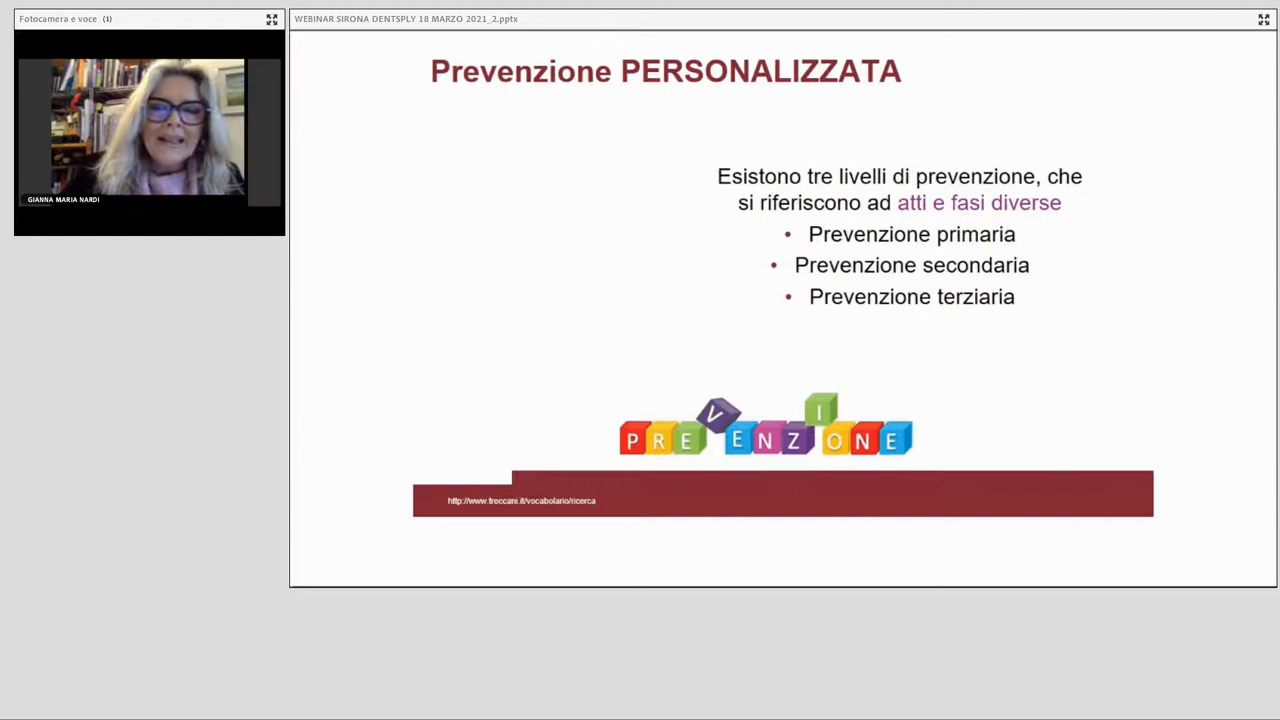 Fotocamera e voce (1)
WEBINAR SIRONA DENTSPLY 18 MARZO 2021_2.pptx
GIANNA MARIA NARDI
Prevenzione PERSONALIZZATA
Esistono tre livelli di prevenzione, che
si riferiscono ad atti e fasi diverse
• Prevenzione primaria
• Prevenzione secondaria
• Prevenzione terziaria
PREVENZIONE
http://www.treccani.it/vocabolario/ricerca